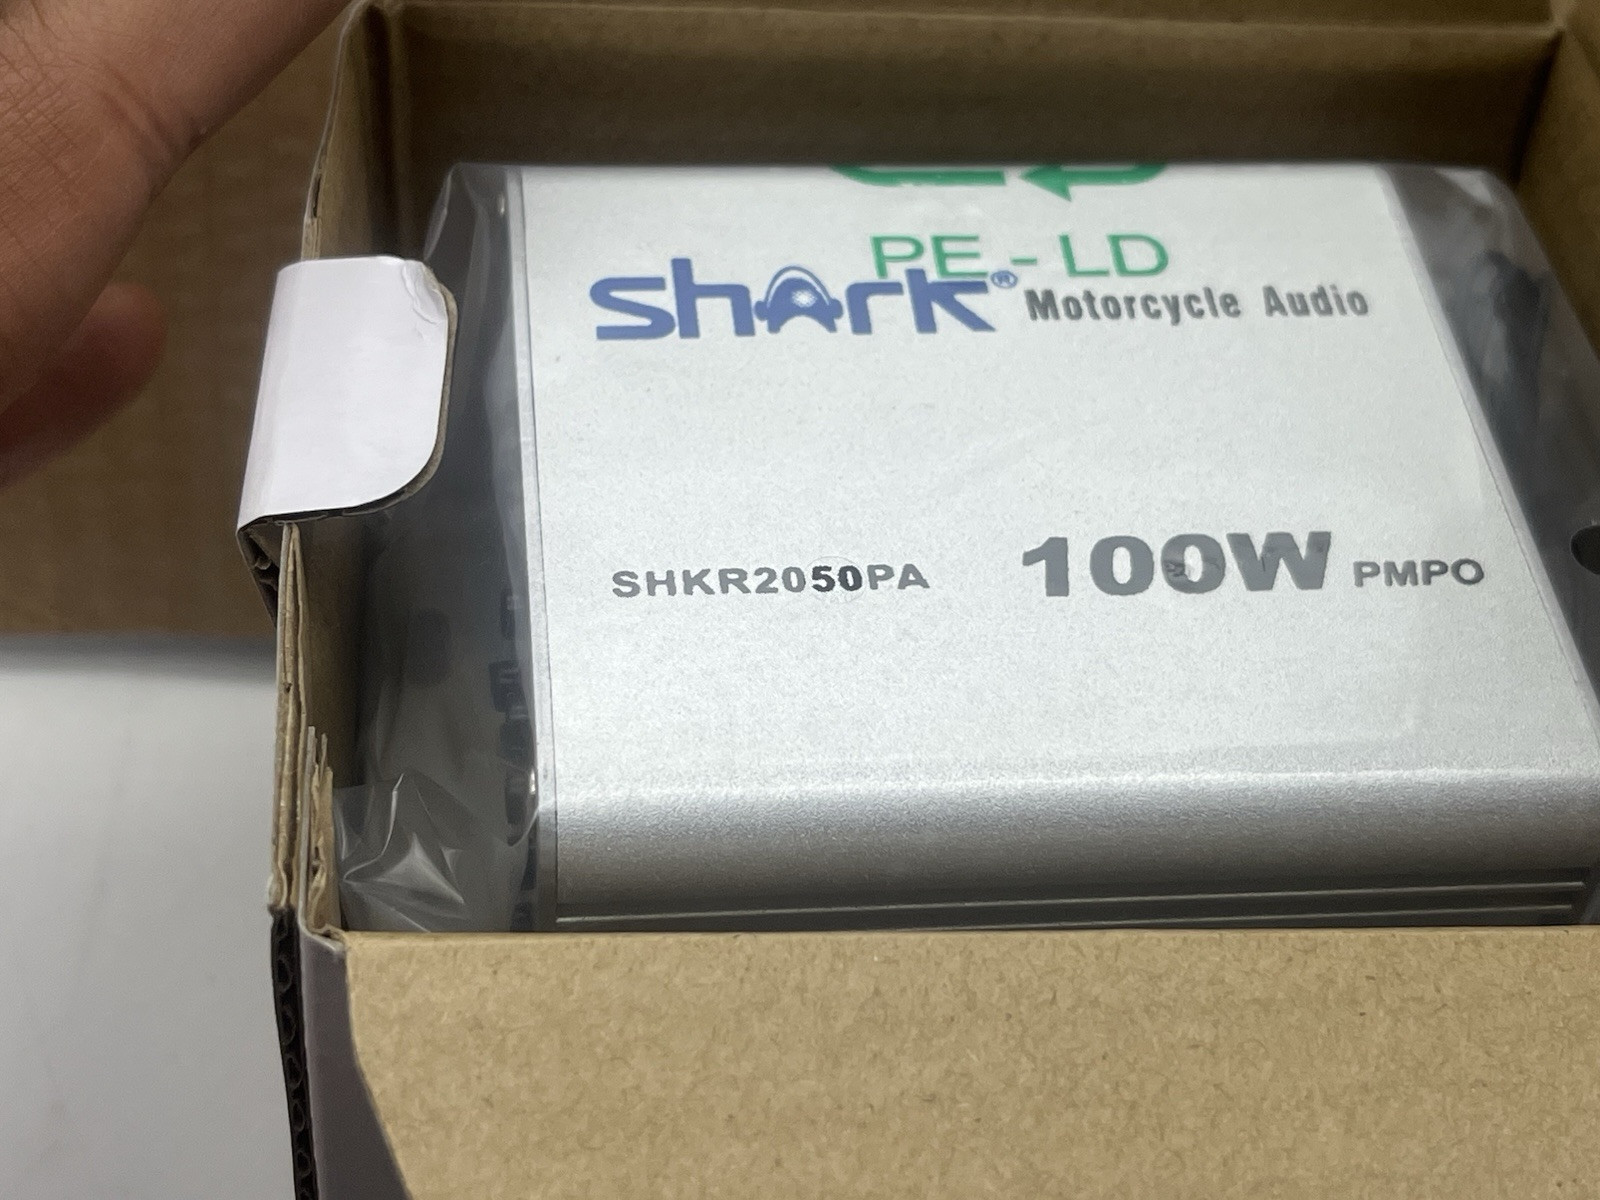 PE-LD
shark® Motorcycle Audio
SHKR2050PA 100W PMPO